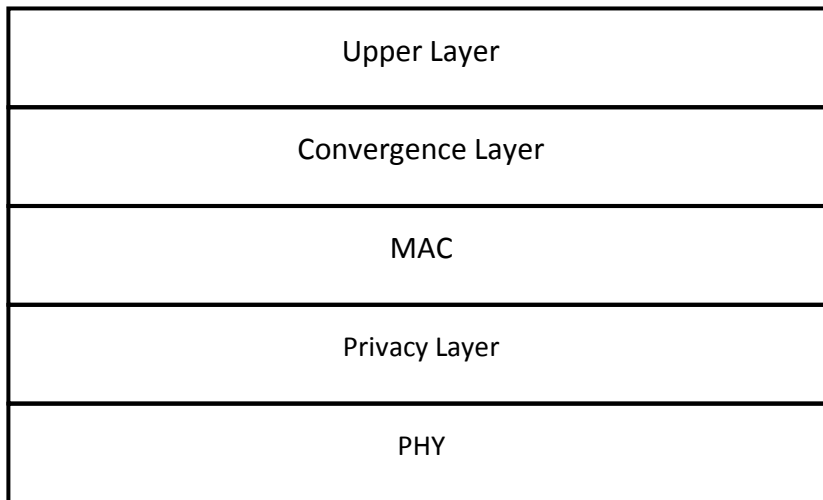 Upper Layer
Convergence Layer
MAC
Privacy Layer
PHY